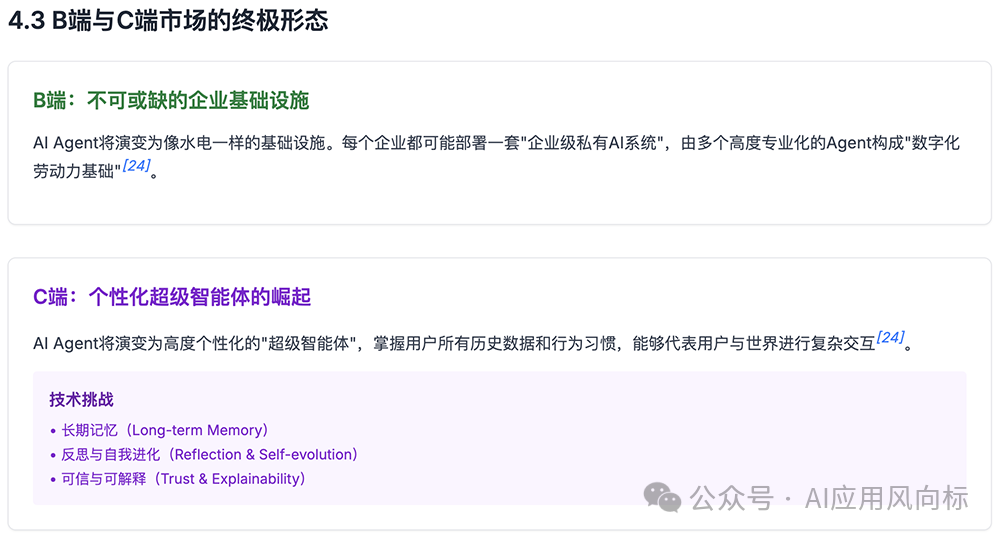 4.3 B端与C端市场的终极形态
B端：不可或缺的企业基础设施
AI Agent将演变为像水电一样的基础设施。每个企业都可能部署一套"企业级私有AI系统"，由多个高度专业化的Agent构成"数字化
劳动力基础"[24]。
C端：个性化超级智能体的崛起
AI Agent将演变为高度个性化的"超级智能体"，掌握用户所有历史数据和行为习惯，能够代表用户与世界进行复杂交互[24]。
技术挑战
• 长期记忆（Long-term Memory）
• 反思与自我进化（Reflection & Self-evolution）
• 可信与可解释（Trust & Explainability）
公众号 · AI应用风向标